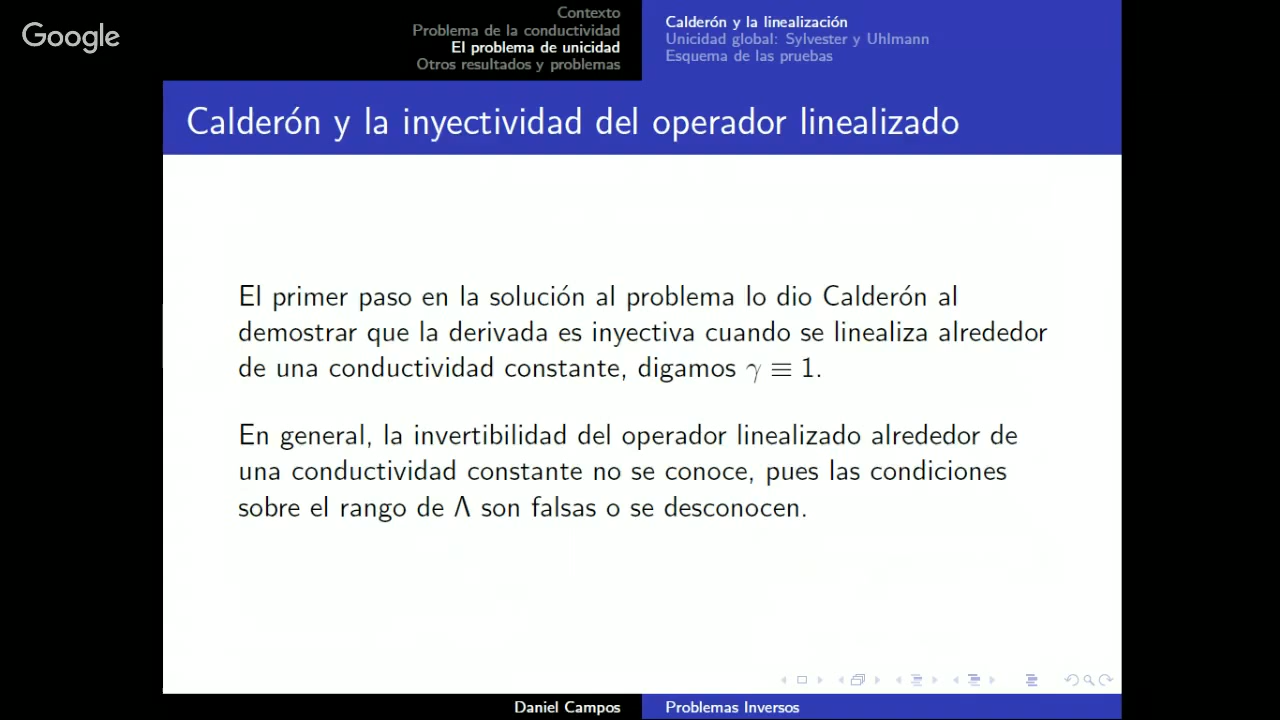 Google
Contexto
Problema de la conductividad
El problema de unicidad
Otros resultados y problemas
Calderón y la linealización
Unicidad global: Sylvester y Uhlmann
Esquema de las pruebas
Calderón y la inyectividad del operador linealizado
El primer paso en la solución al problema lo dio Calderón al
demostrar que la derivada es inyectiva cuando se linealiza alrededor
de una conductividad constante, digamos γ ≡ 1.
En general, la invertibilidad del operador linealizado alrededor de
una conductividad constante no se conoce, pues las condiciones
sobre el rango de Λ son falsas o se desconocen.
Daniel Campos
Problemas Inversos